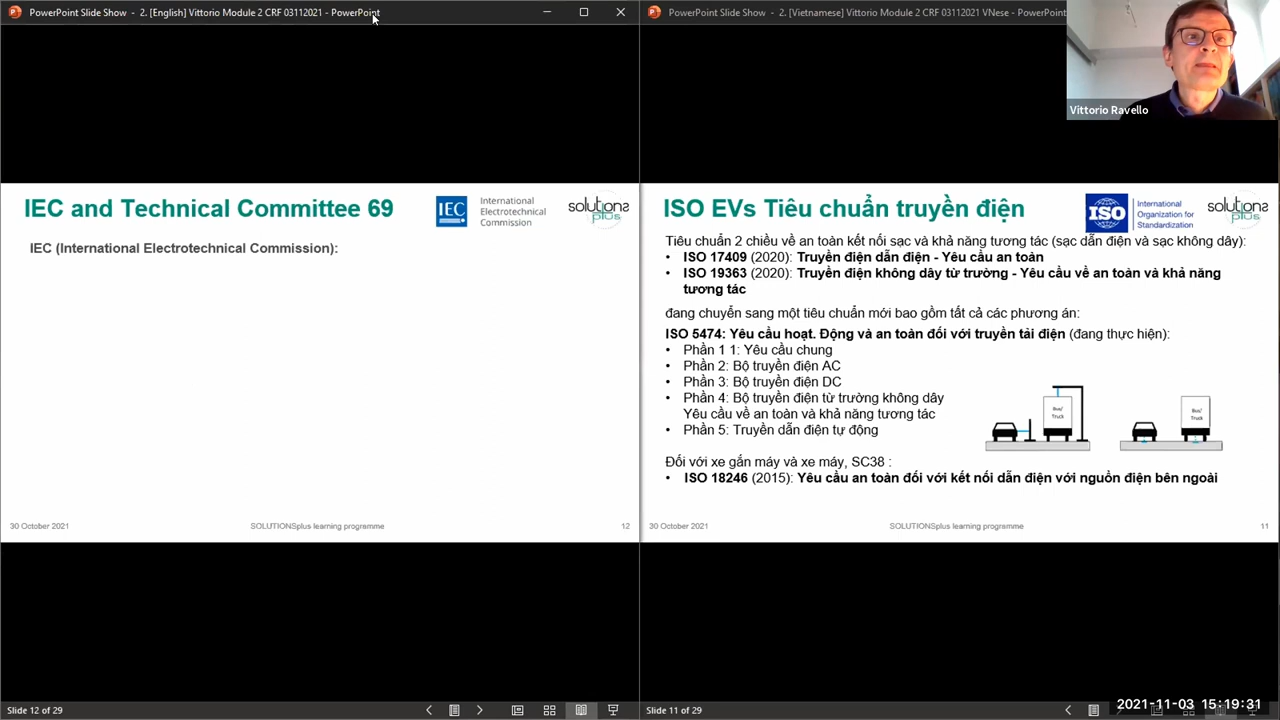 PowerPoint Slide Show - 2. [English] Vittorio Module 2 CRF 03112021 - PowerPoint
PowerPoint Slide Show - 2. [Vietnamese] Vittorio Module 2 CRF 03112021 VNese - PowerPoint
Vittorio Ravello
IEC and Technical Committee 69
IEC
International
Electrotechnical
Commission
solutions
plus
IEC (International Electrotechnical Commission):
30 October 2021
SOLUTIONSplus learning programme
12
ISO EVs Tiêu chuẩn truyền điện
ISO
International
Organization for
Standardization
solutions
plus
Tiêu chuẩn 2 chiều về an toàn kết nối sạc và khả năng tương tác (sạc dẫn điện và sạc không dây):
• ISO 17409 (2020): Truyền điện dẫn điện - Yêu cầu an toàn
• ISO 19363 (2020): Truyền điện không dây từ trường - Yêu cầu về an toàn và khả năng
tương tác
đang chuyển sang một tiêu chuẩn mới bao gồm tất cả các phương án:
ISO 5474: Yêu cầu hoạt. Động và an toàn đối với truyền tải điện (đang thực hiện):
• Phần 1 1: Yêu cầu chung
• Phần 2: Bộ truyền điện AC
• Phần 3: Bộ truyền điện DC
• Phần 4: Bộ truyền điện từ trường không dây
Yêu cầu về an toàn và khả năng tương tác
• Phần 5: Truyền dẫn điện tự động
Bus/
Truck
Bus/
Truck
Đối với xe gắn máy và xe máy, SC38 :
• ISO 18246 (2015): Yêu cầu an toàn đối với kết nối dẫn điện với nguồn điện bên ngoài
30 October 2021
SOLUTIONSplus learning programme
11
Slide 12 of 29
Slide 11 of 29
2021-11-03 15:19:31